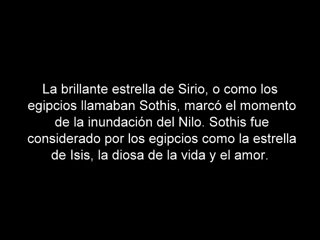 La brillante estrella de Sirio, o como los
egipcios llamaban Sothis, marcó el momento
de la inundación del Nilo. Sothis fue
considerado por los egipcios como la estrella
de Isis, la diosa de la vida y el amor.